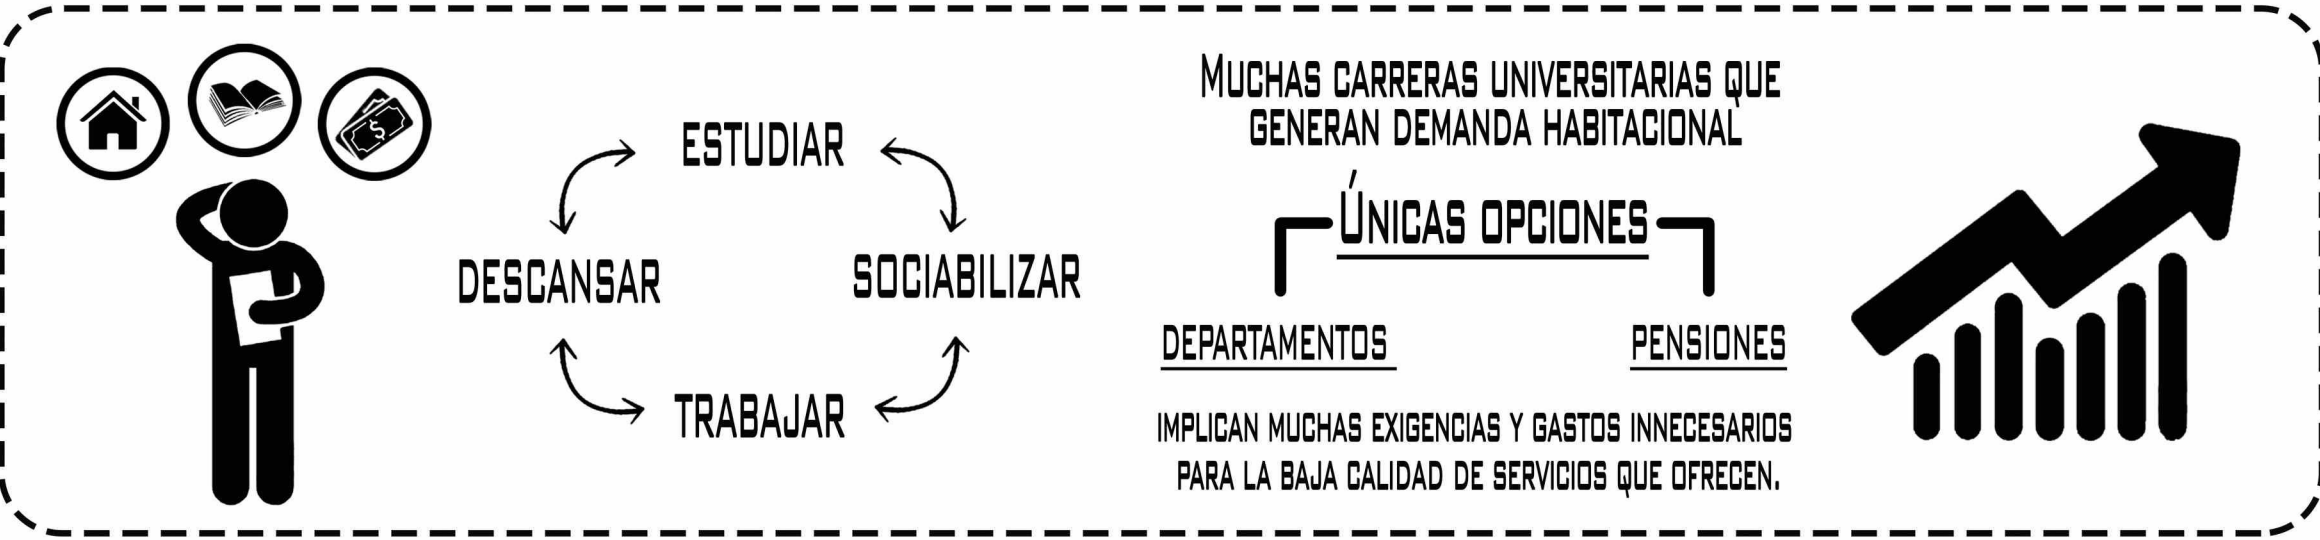 ESTUDIAR
DESCANSAR
SOCIABILIZAR
TRABAJAR
MUCHAS CARRERAS UNIVERSITARIAS QUE
GENERAN DEMANDA HABITACIONAL
ÚNICAS OPCIONES
DEPARTAMENTOS
PENSIONES
IMPLICAN MUCHAS EXIGENCIAS Y GASTOS INNECESARIOS
PARA LA BAJA CALIDAD DE SERVICIOS QUE OFRECEN.
$